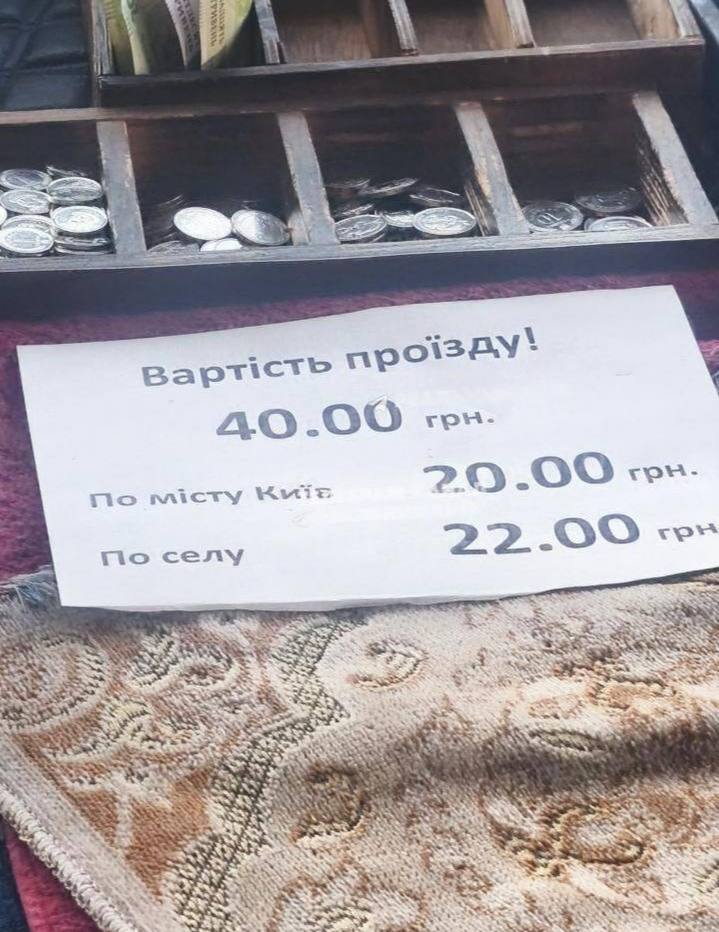 Вартість проїзду!
40.00 грн.
По місту Київ 20.00 грн.
По селу 22.00 грн